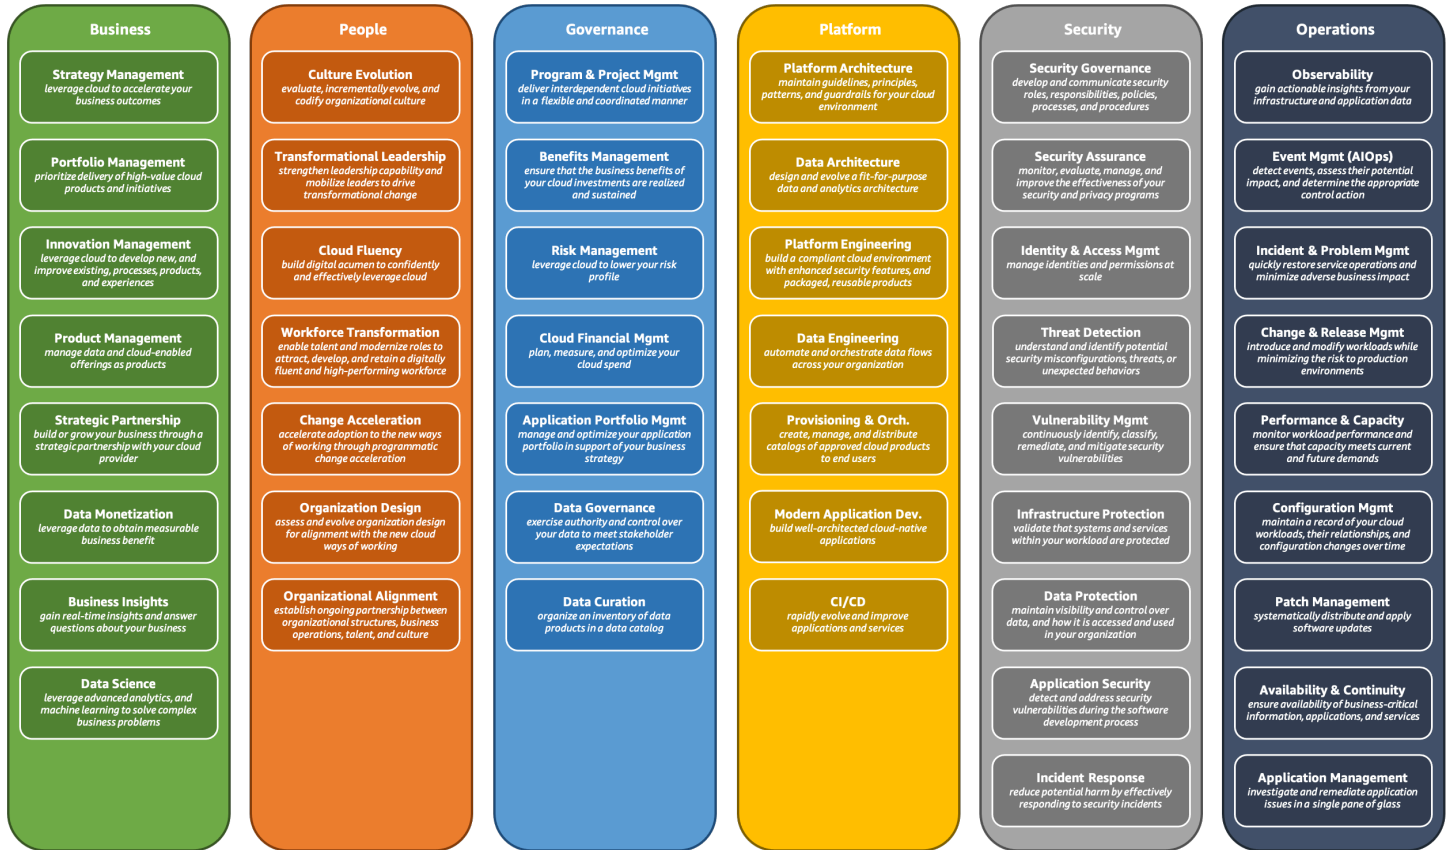 Business
Strategy Management
leverage cloud to accelerate your
business outcomes
Portfolio Management
prioritize delivery of high-value cloud
products and initiatives
Innovation Management
leverage cloud to develop new, and
improve existing, processes, products,
and experiences
Product Management
manage data and cloud-enabled
offerings as products
Strategic Partnership
build or grow your business through a
strategic partnership with your cloud
provider
Data Monetization
leverage data to obtain measurable
business benefit
Business Insights
gain real-time insights and answer
questions about your business
Data Science
leverage advanced analytics, and
machine learning to solve complex
business problems
People
Culture Evolution
evaluate, incrementally evolve, and
codify organizational culture
Transformational Leadership
strengthen leadership capability and
mobilize leaders to drive
transformational change
Cloud Fluency
build digital acumen to confidently
and effectively leverage cloud
Workforce Transformation
enable talent and modernize roles to
attract, develop, and retain a digitally
fluent and high-performing workforce
Change Acceleration
accelerate adoption to the new ways
of working through programmatic
change acceleration
Organization Design
assess and evolve organization design
for alignment with the new cloud
ways of working
Organizational Alignment
establish ongoing partnership between
organizational structures, business
operations, talent, and culture
Governance
Program & Project Mgmt
deliver interdependent cloud initiatives
in a flexible and coordinated manner
Benefits Management
ensure that the business benefits of
your cloud investments are realized
and sustained
Risk Management
leverage cloud to lower your risk
profile
Cloud Financial Mgmt
plan, measure, and optimize your
cloud spend
Application Portfolio Mgmt
manage and optimize your application
portfolio in support of your business
strategy
Data Governance
exercise authority and control over
your data to meet stakeholder
expectations
Data Curation
organize an inventory of data
products in a data catalog
Platform
Platform Architecture
maintain guidelines, principles,
patterns, and guardrails for your cloud
environment
Data Architecture
design and evolve a fit-for-purpose
data and analytics architecture
Platform Engineering
build a compliant cloud environment
with enhanced security features, and
packaged, reusable products
Data Engineering
automate and orchestrate data flows
across your organization
Provisioning & Orch.
create, manage, and distribute
catalogs of approved cloud products
to end users
Modern Application Dev.
build well-architected cloud-native
applications
CI/CD
rapidly evolve and improve
applications and services
Security
Security Governance
develop and communicate security
roles, responsibilities, policies,
processes, and procedures
Security Assurance
monitor, evaluate, manage, and
improve the effectiveness of your
security and privacy programs
Identity & Access Mgmt
manage identities and permissions at
scale
Threat Detection
understand and identify potential
security misconfigurations, threats, or
unexpected behaviors
Vulnerability Mgmt
continuously identify, classify,
remediate, and mitigate security
vulnerabilities
Infrastructure Protection
validate that systems and services
within your workload are protected
Data Protection
maintain visibility and control over
data, and how it is accessed and used
in your organization
Application Security
detect and address security
vulnerabilities during the software
development process
Incident Response
reduce potential harm by effectively
responding to security incidents
Operations
Observability
gain actionable insights from your
infrastructure and application data
Event Mgmt (AIOps)
detect events, assess their potential
impact, and determine the appropriate
control action
Incident & Problem Mgmt
quickly restore service operations and
minimize adverse business impact
Change & Release Mgmt
introduce and modify workloads while
minimizing the risk to production
environments
Performance & Capacity
monitor workload performance and
ensure that capacity meets current
and future demands
Configuration Mgmt
maintain a record of your cloud
workloads, their relationships, and
configuration changes over time
Patch Management
systematically distribute and apply
software updates
Availability & Continuity
ensure availability of business-critical
information, applications, and services
Application Management
investigate and remediate application
issues in a single pane of glass